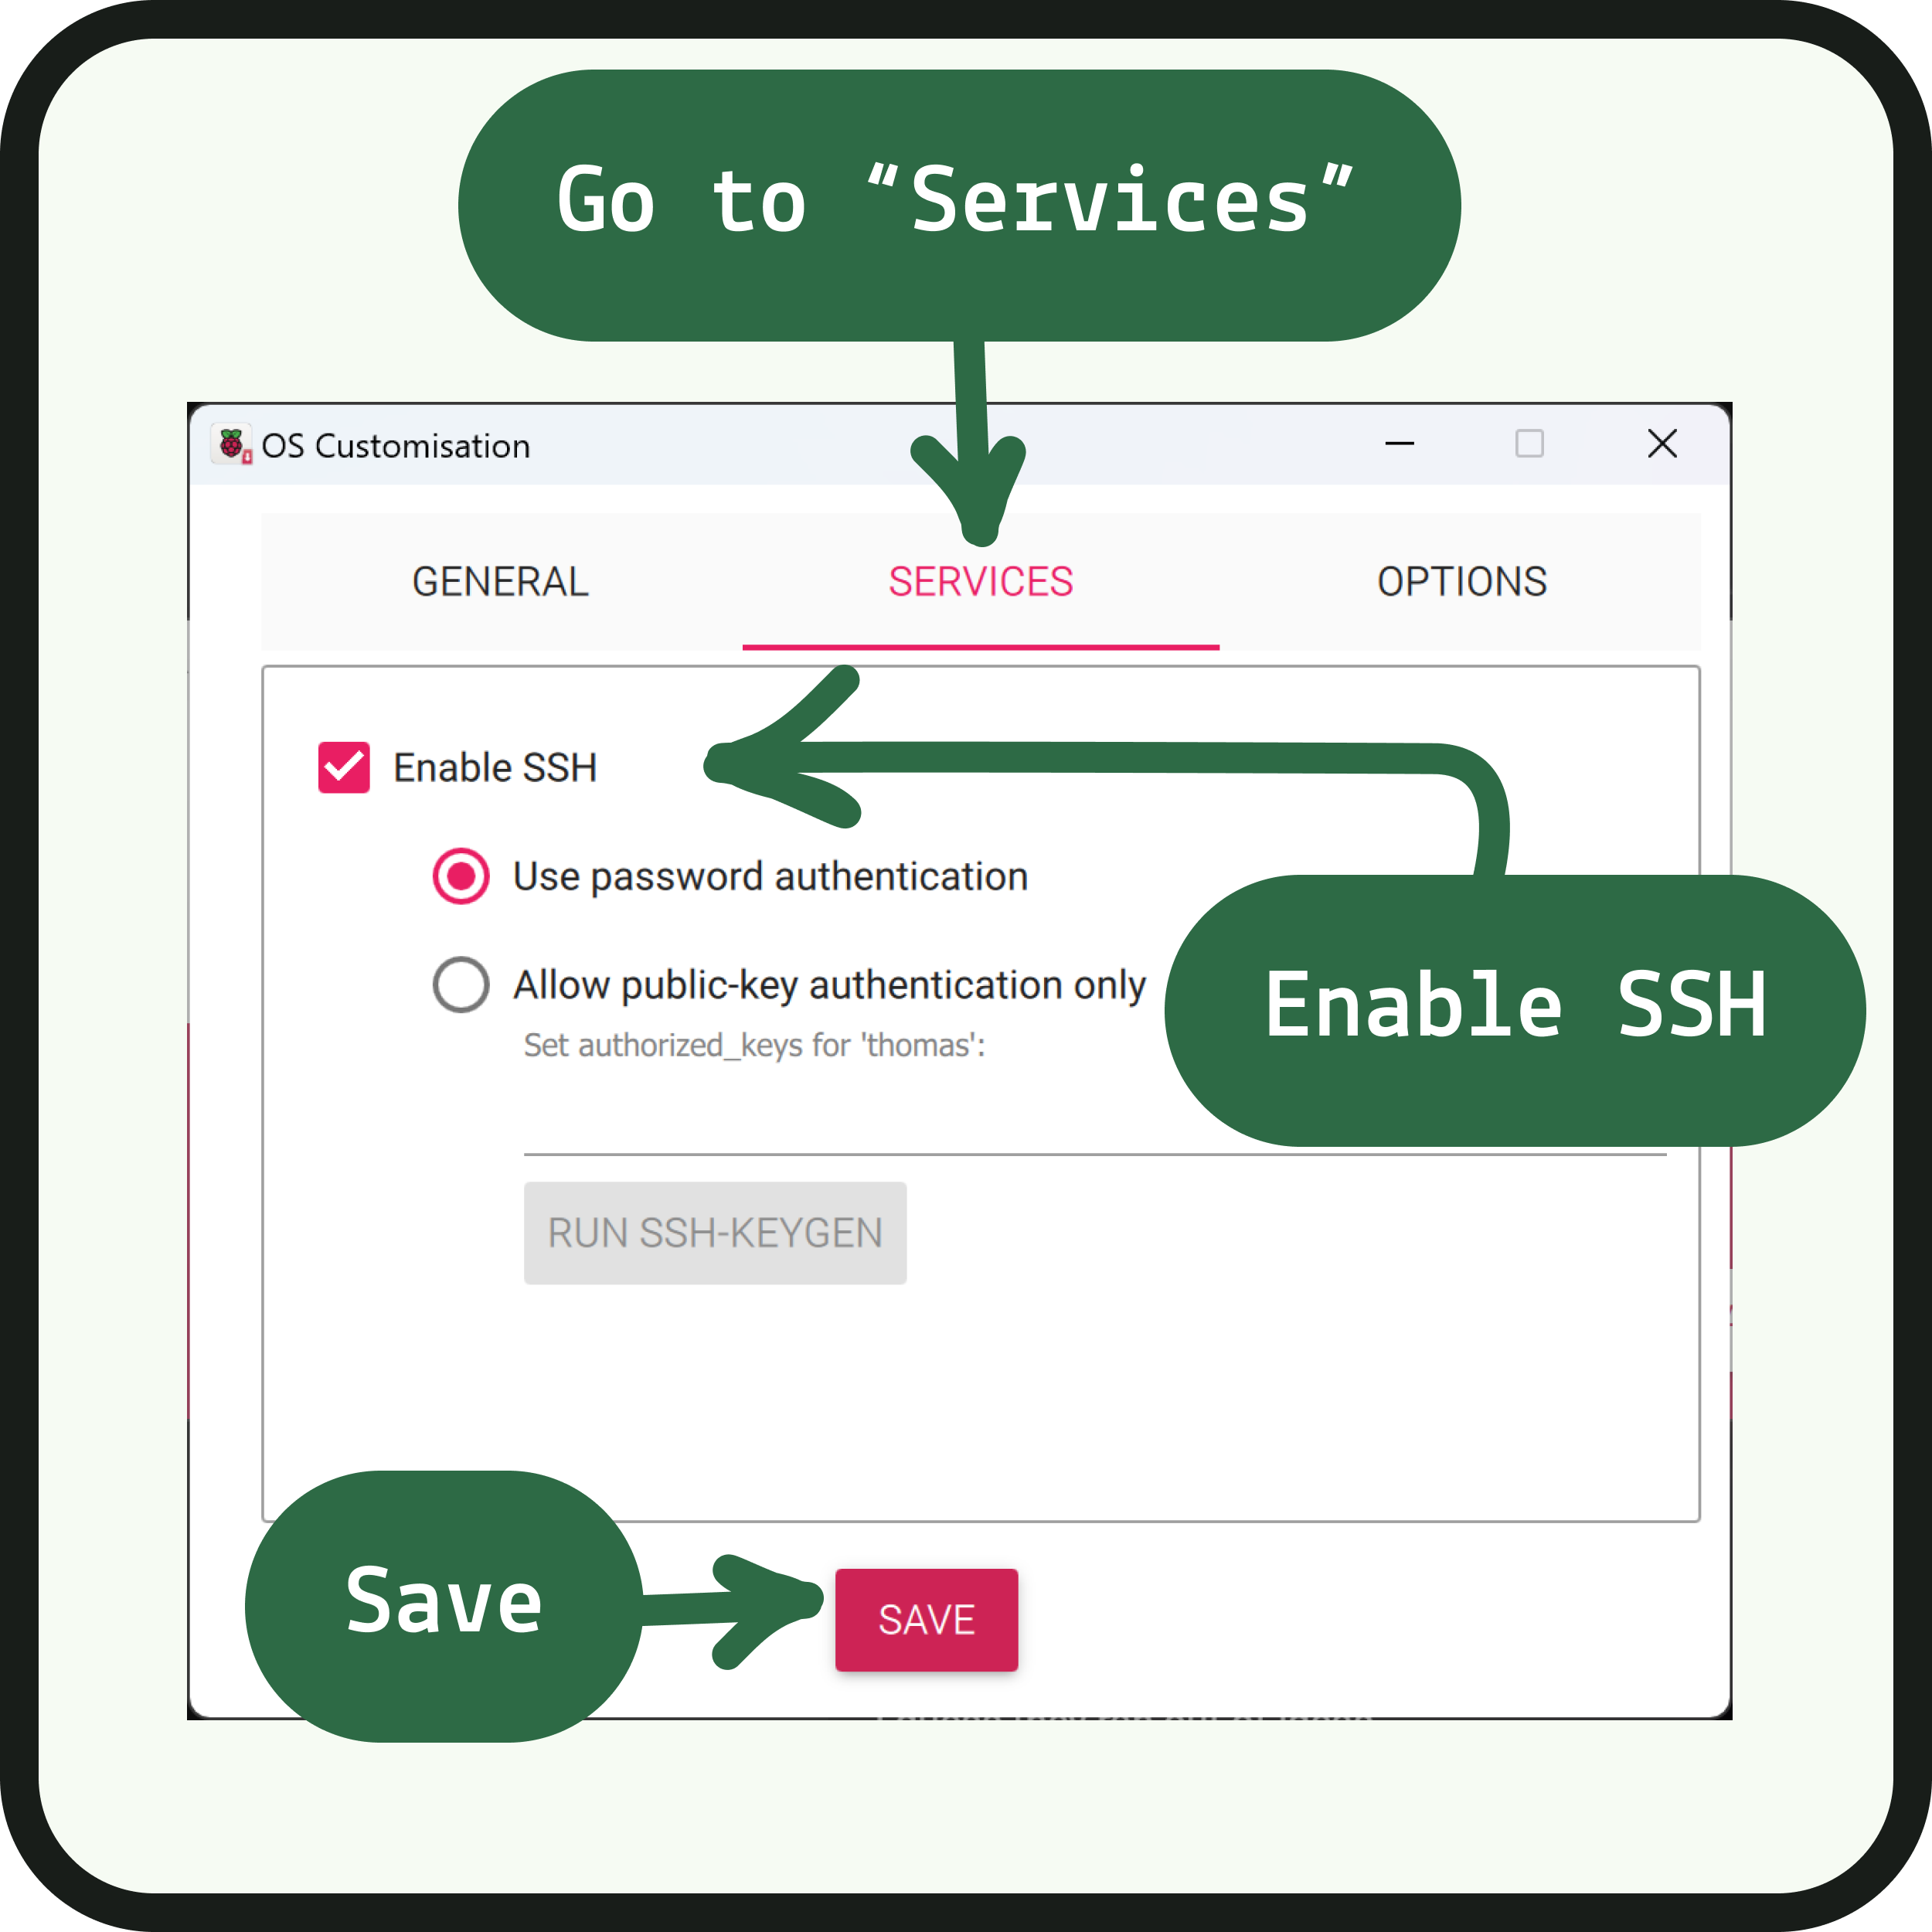 Go to “Services“
OS Customisation
GENERAL SERVICES OPTIONS
Enable SSH
Use password authentication
Allow public-key authentication only
Set authorized_keys for 'thomas':
Enable SSH
RUN SSH-KEYGEN
Save
SAVE